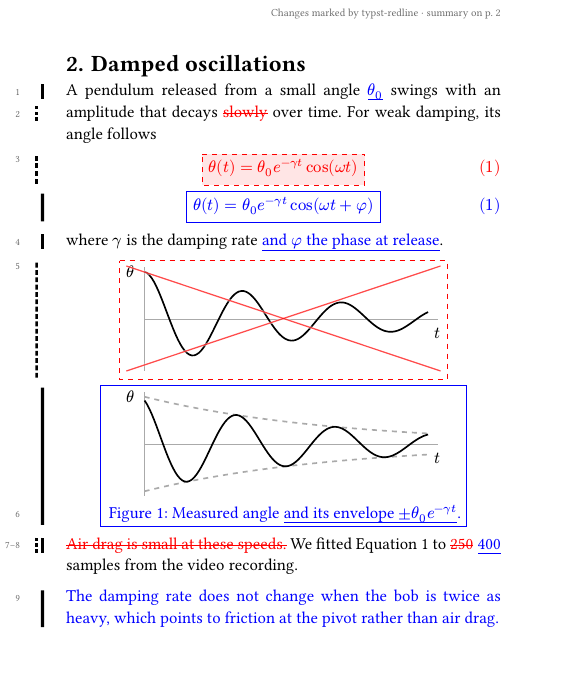 Changes marked by typst-redline · summary on p. 2
2. Damped oscillations
1 A pendulum released from a small angle θ₀ swings with an
2 amplitude that decays slowly over time. For weak damping, its
angle follows
3 θ(t) = θ₀e^{−γt} cos(ωt) (1)
θ(t) = θ₀e^{−γt} cos(ωt + φ) (1)
4 where γ is the damping rate and φ the phase at release.
5 θ
t
θ
t
6 Figure 1: Measured angle and its envelope ±θ₀e^{−γt}.
7–8 Air drag is small at these speeds. We fitted Equation 1 to 250 400
samples from the video recording.
9 The damping rate does not change when the bob is twice as
heavy, which points to friction at the pivot rather than air drag.